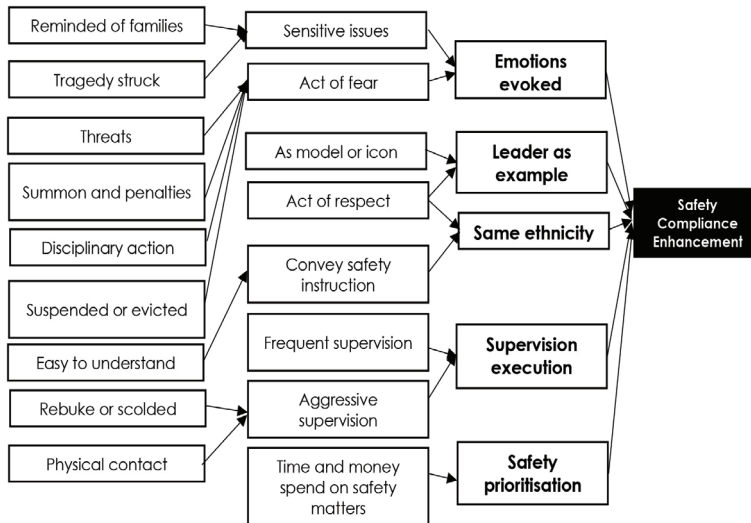 Reminded of families
Tragedy struck
Threats
Summon and penalties
Disciplinary action
Suspended or evicted
Easy to understand
Rebuke or scolded
Physical contact
Sensitive issues
Act of fear
As model or icon
Act of respect
Convey safety
instruction
Frequent supervision
Aggressive
supervision
Time and money
spend on safety
matters
Emotions
evoked
Leader as
example
Same ethnicity
Supervision
execution
Safety
prioritisation
Safety
Compliance
Enhancement